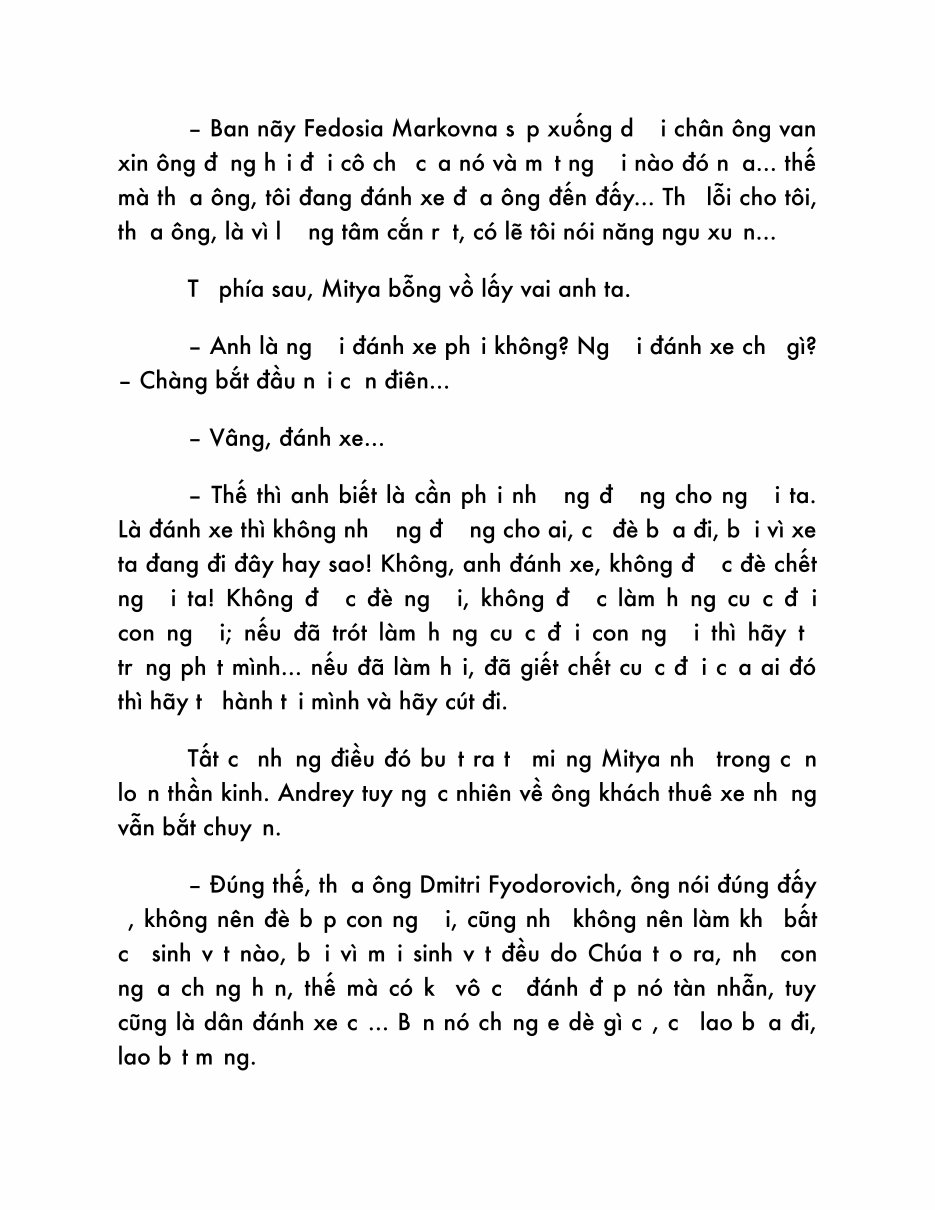 – Ban nãy Fedosia Markovna s p xuống d i chân ông van
xin ông đ ng h i đ i cô ch c a nó và m t ng i nào đó n a... thế
mà th a ông, tôi đang đánh xe đ a ông đến đấy... Th lỗi cho tôi,
th a ông, là vì l ng tâm cắn r t, có lẽ tôi nói năng ngu xu n...
T phía sau, Mitya bỗng vồ lấy vai anh ta.
– Anh là ng i đánh xe ph i không? Ng i đánh xe ch gì?
– Chàng bắt đầu n i c n điên...
– Vâng, đánh xe...
– Thế thì anh biết là cần ph i nh ng đ ng cho ng i ta.
Là đánh xe thì không nh ng đ ng cho ai, c đè b a đi, b i vì xe
ta đang đi đây hay sao! Không, anh đánh xe, không đ c đè chết
ng i ta! Không đ c đè ng i, không đ c làm h ng cu c đ i
con ng i; nếu đã trót làm h ng cu c đ i con ng i thì hãy t
tr ng ph t mình... nếu đã làm h i, đã giết chết cu c đ i c a ai đó
thì hãy t hành t i mình và hãy cút đi.
Tất c nh ng điều đó bu t ra t mi ng Mitya nh trong c n
lo n thần kinh. Andrey tuy ng c nhiên về ông khách thuê xe nh ng
vẫn bắt chuy n.
– Đúng thế, th a ông Dmitri Fyodorovich, ông nói đúng đấy
, không nên đè b p con ng i, cũng nh không nên làm kh bất
c sinh v t nào, b i vì m i sinh v t đều do Chúa t o ra, nh con
ng a ch ng h n, thế mà có k vô c đánh đ p nó tàn nhẫn, tuy
cũng là dân đánh xe c ... B n nó ch ng e dè gì c , c lao b a đi,
lao b t m ng.